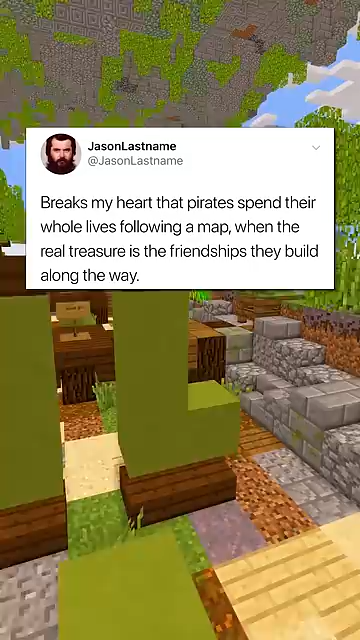 JasonLastname
@JasonLastname
Breaks my heart that pirates spend their
whole lives following a map, when the
real treasure is the friendships they build
along the way.